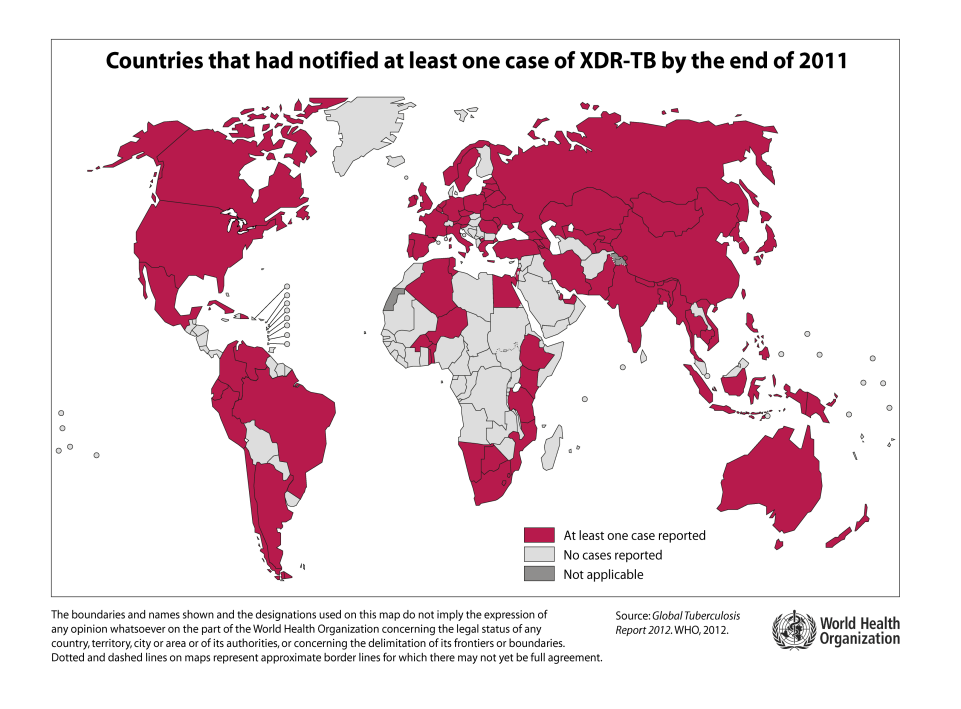 Countries that had notified at least one case of XDR-TB by the end of 2011
At least one case reported
No cases reported
Not applicable
The boundaries and names shown and the designations used on this map do not imply the expression of
any opinion whatsoever on the part of the World Health Organization concerning the legal status of any
country, territory, city or area or of its authorities, or concerning the delimitation of its frontiers or boundaries.
Dotted and dashed lines on maps represent approximate border lines for which there may not yet be full agreement.
Source: Global Tuberculosis
Report 2012. WHO, 2012.
World Health
Organization